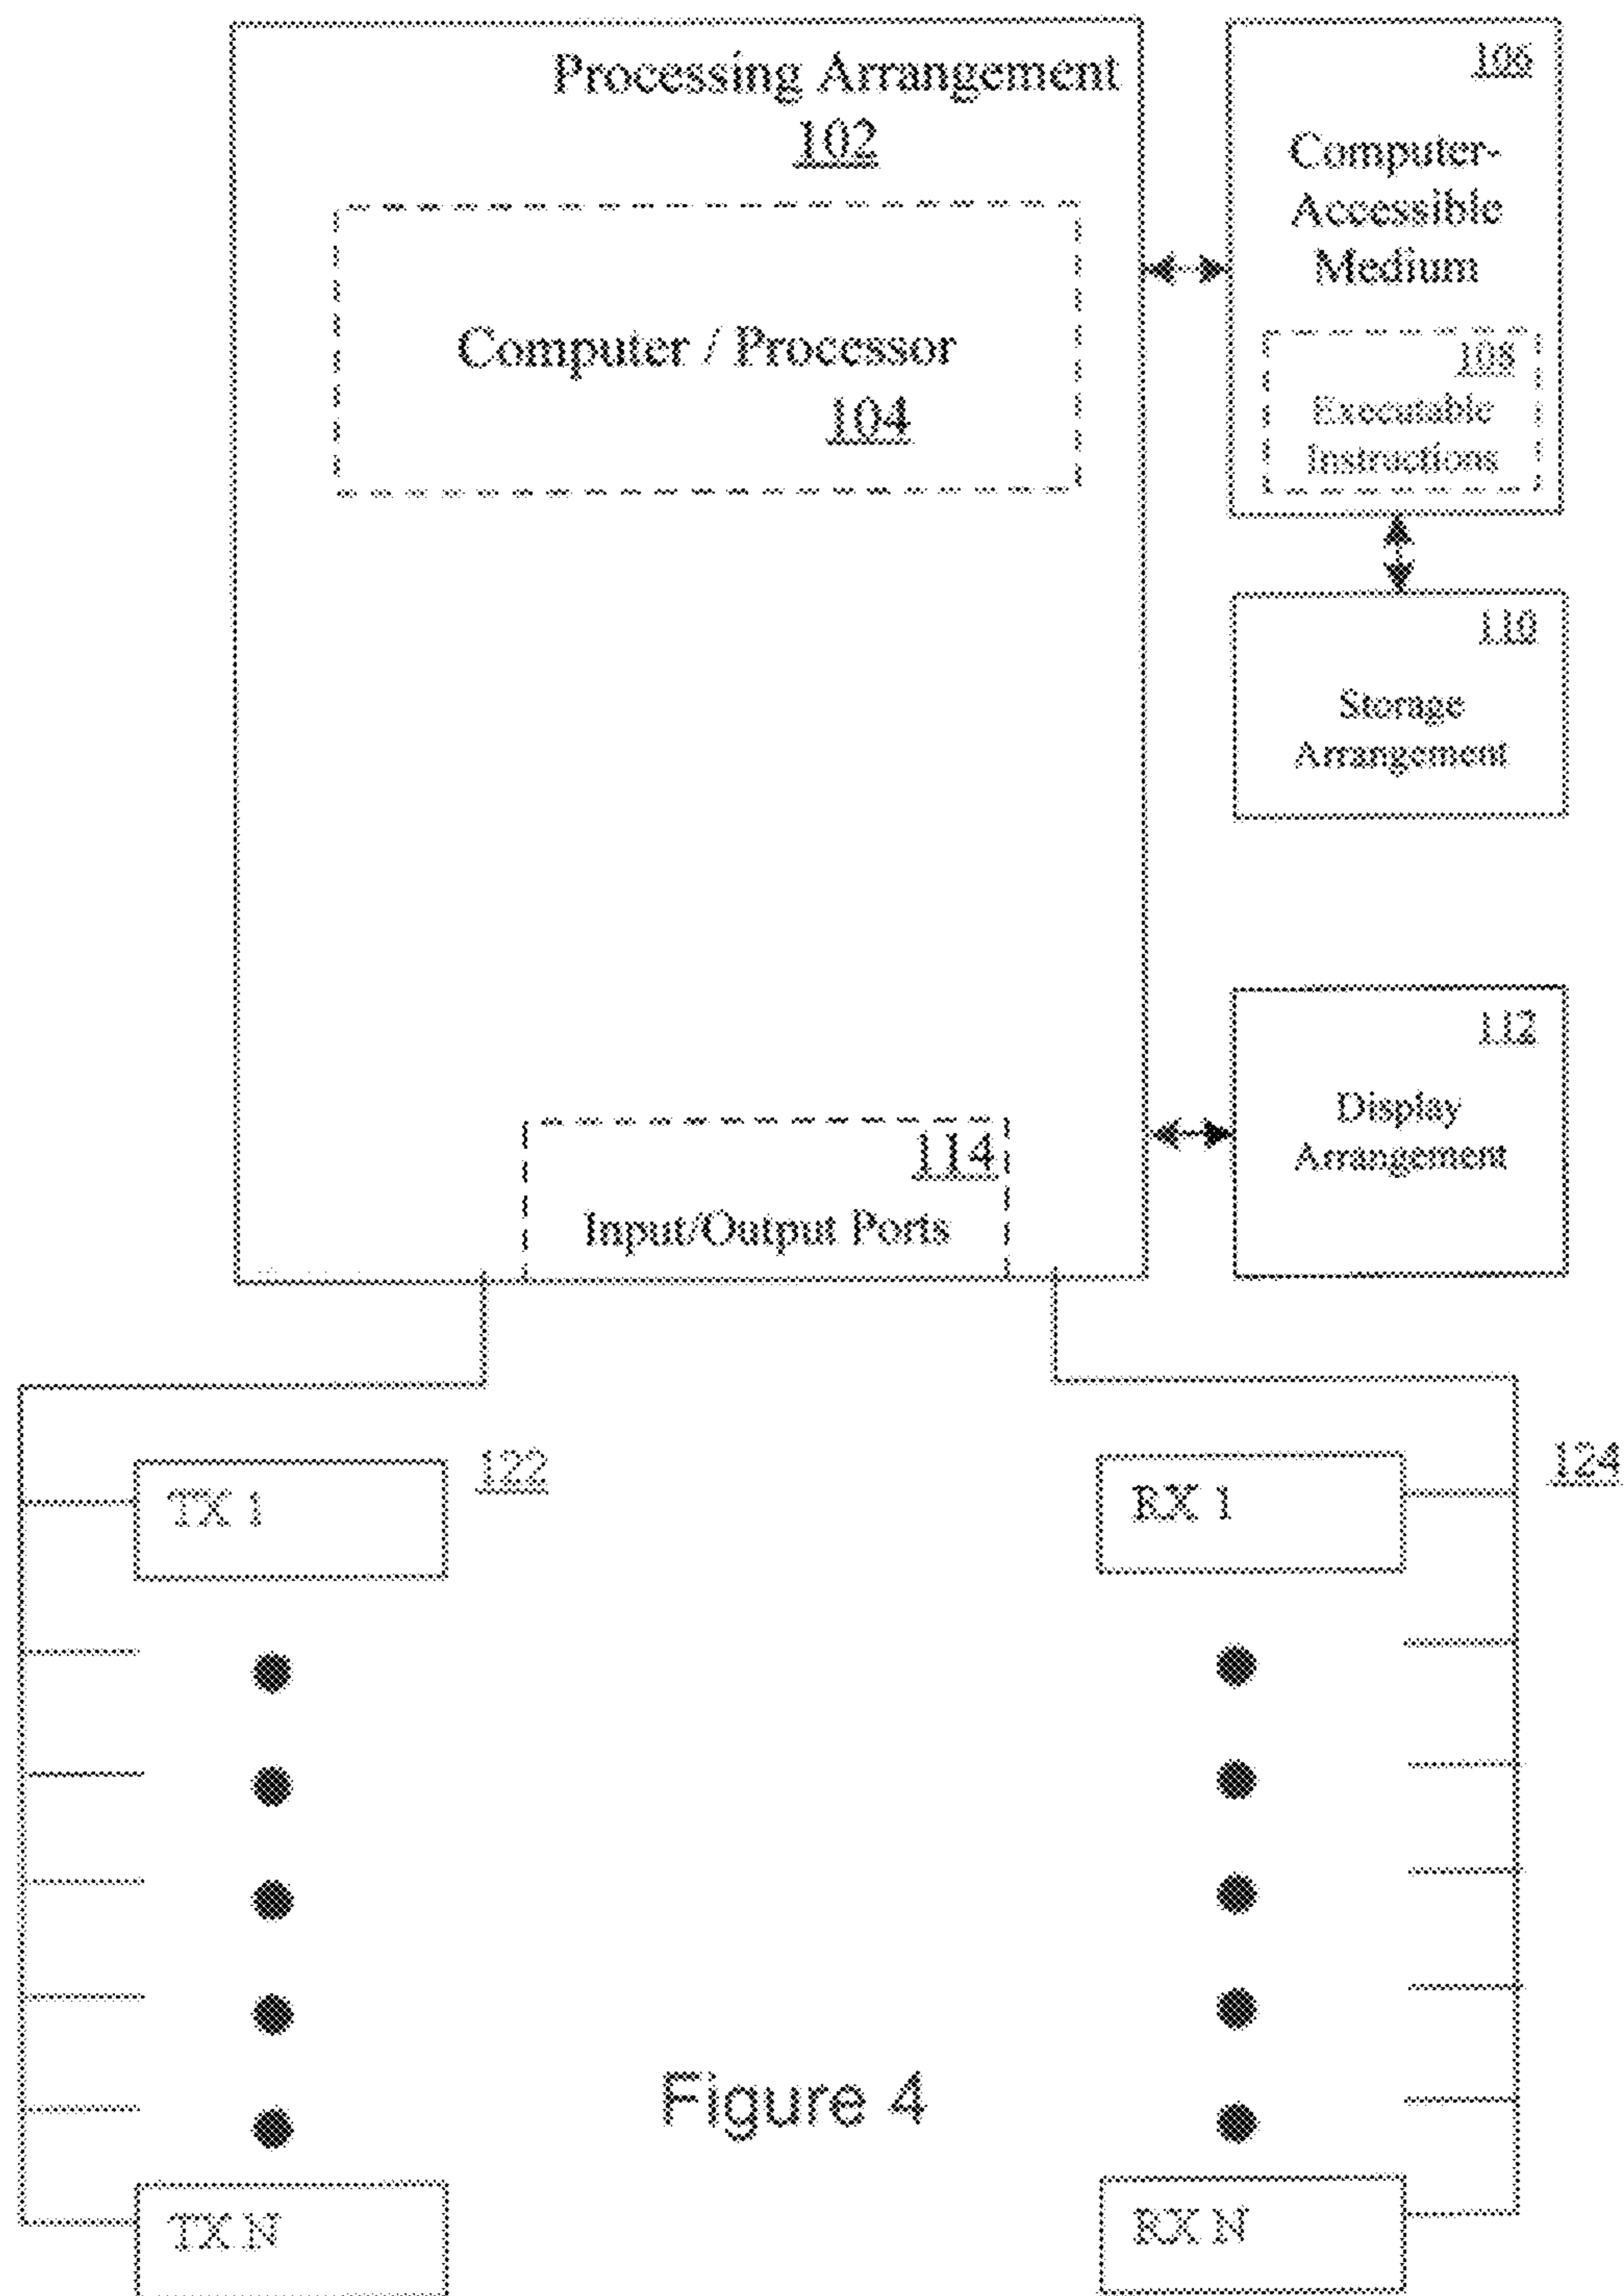 Processing Arrangement
102
Computer / Processor
104
106
Computer-
Accessible
Medium
108
Executable
Instructions
110
Storage
Arrangement
112
Display
Arrangement
114
Input/Output Ports
TX 1
122
RX 1
124
Figure 4
TX N
RX N